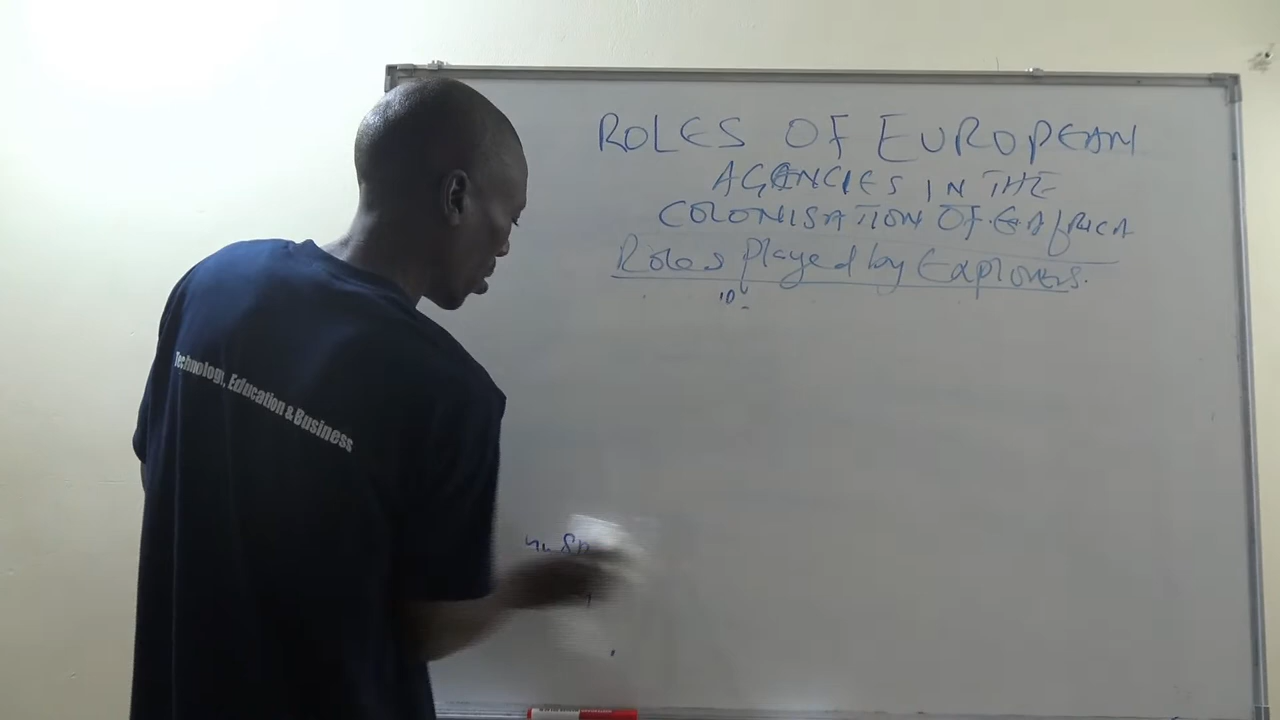 ROLES OF EUROPEAN
AGENCIES IN THE
COLONISATION OF E. AFRICA
Roles Played by Explorers.
Technology, Education & Business